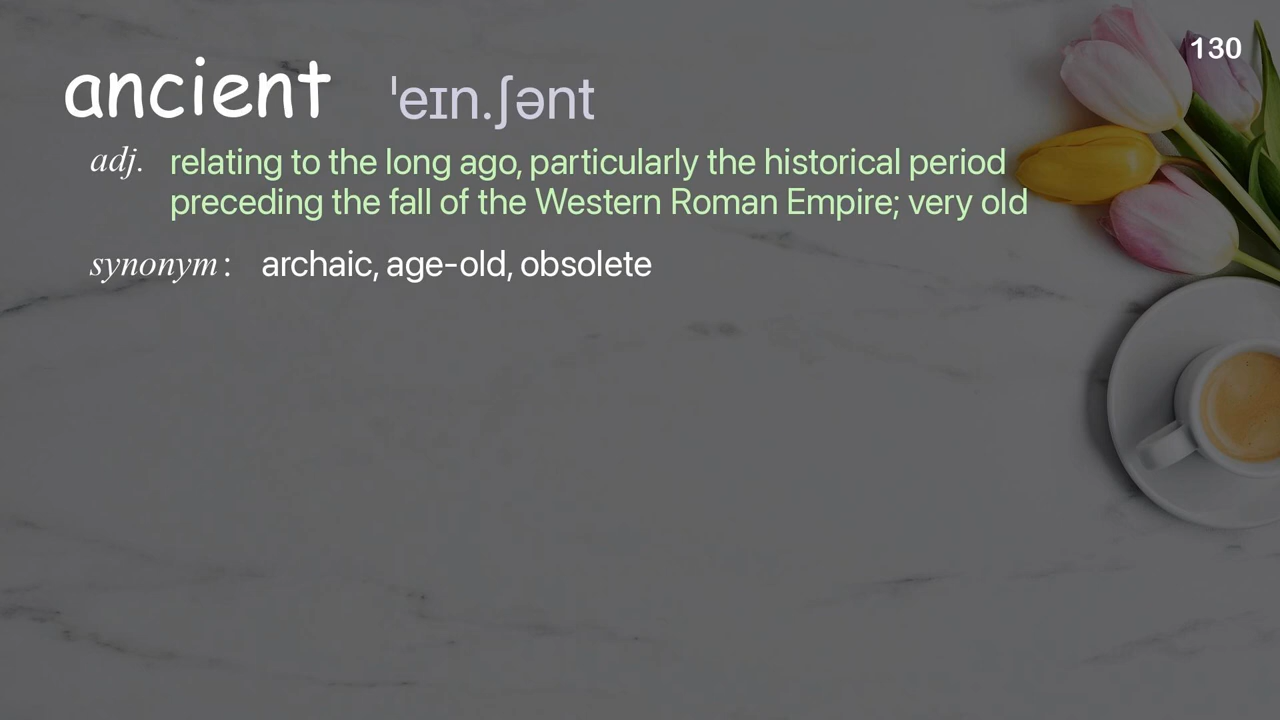 130
ancient ˈeɪn.ʃənt
adj. relating to the long ago, particularly the historical period
preceding the fall of the Western Roman Empire; very old
synonym : archaic, age-old, obsolete